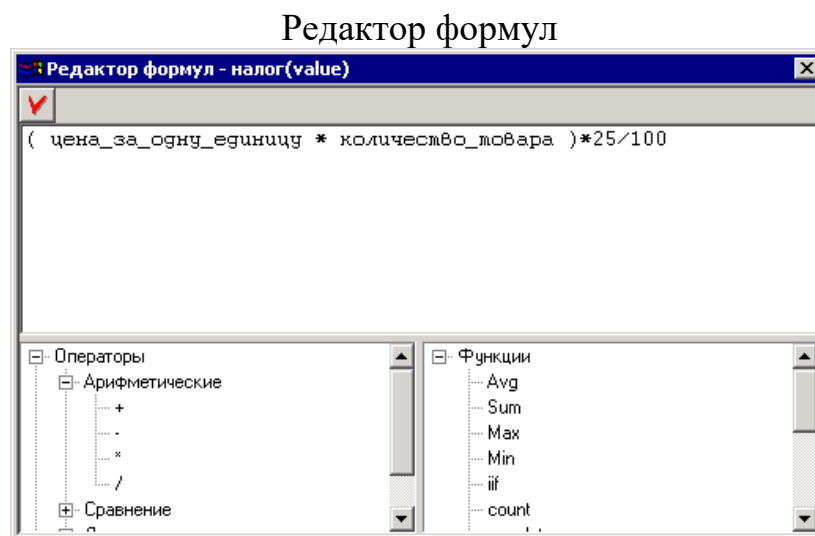 Редактор формул
Редактор формул - налог(value)
( цена_за_одну_единицу * количество_товара )*25/100
Операторы
Арифметические
+
-
*
/
Сравнение
Функции
Avg
Sum
Max
Min
iif
count